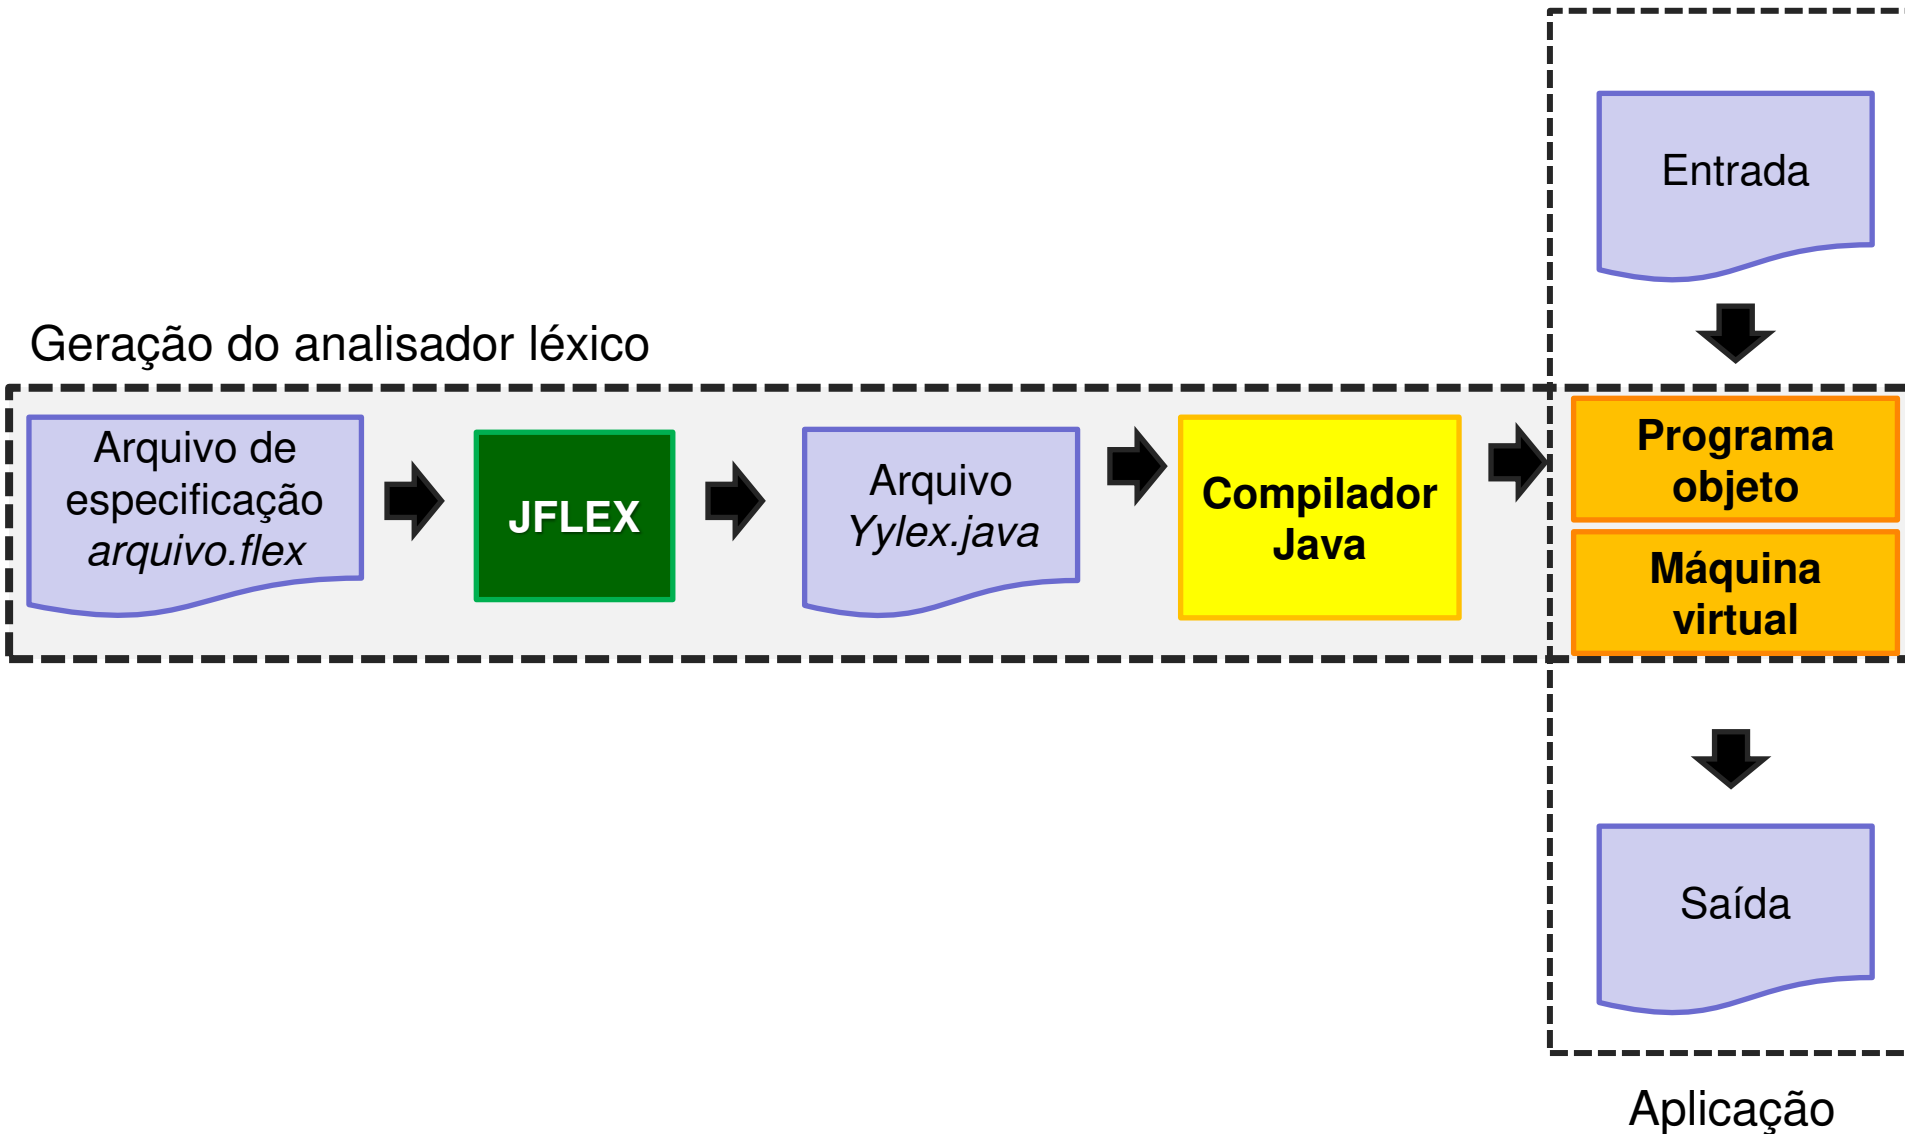 Entrada
Geração do analisador léxico
Arquivo de
especificação
arquivo.flex
JFLEX
Arquivo
Yylex.java
Compilador
Java
Programa
objeto
Máquina
virtual
Saída
Aplicação